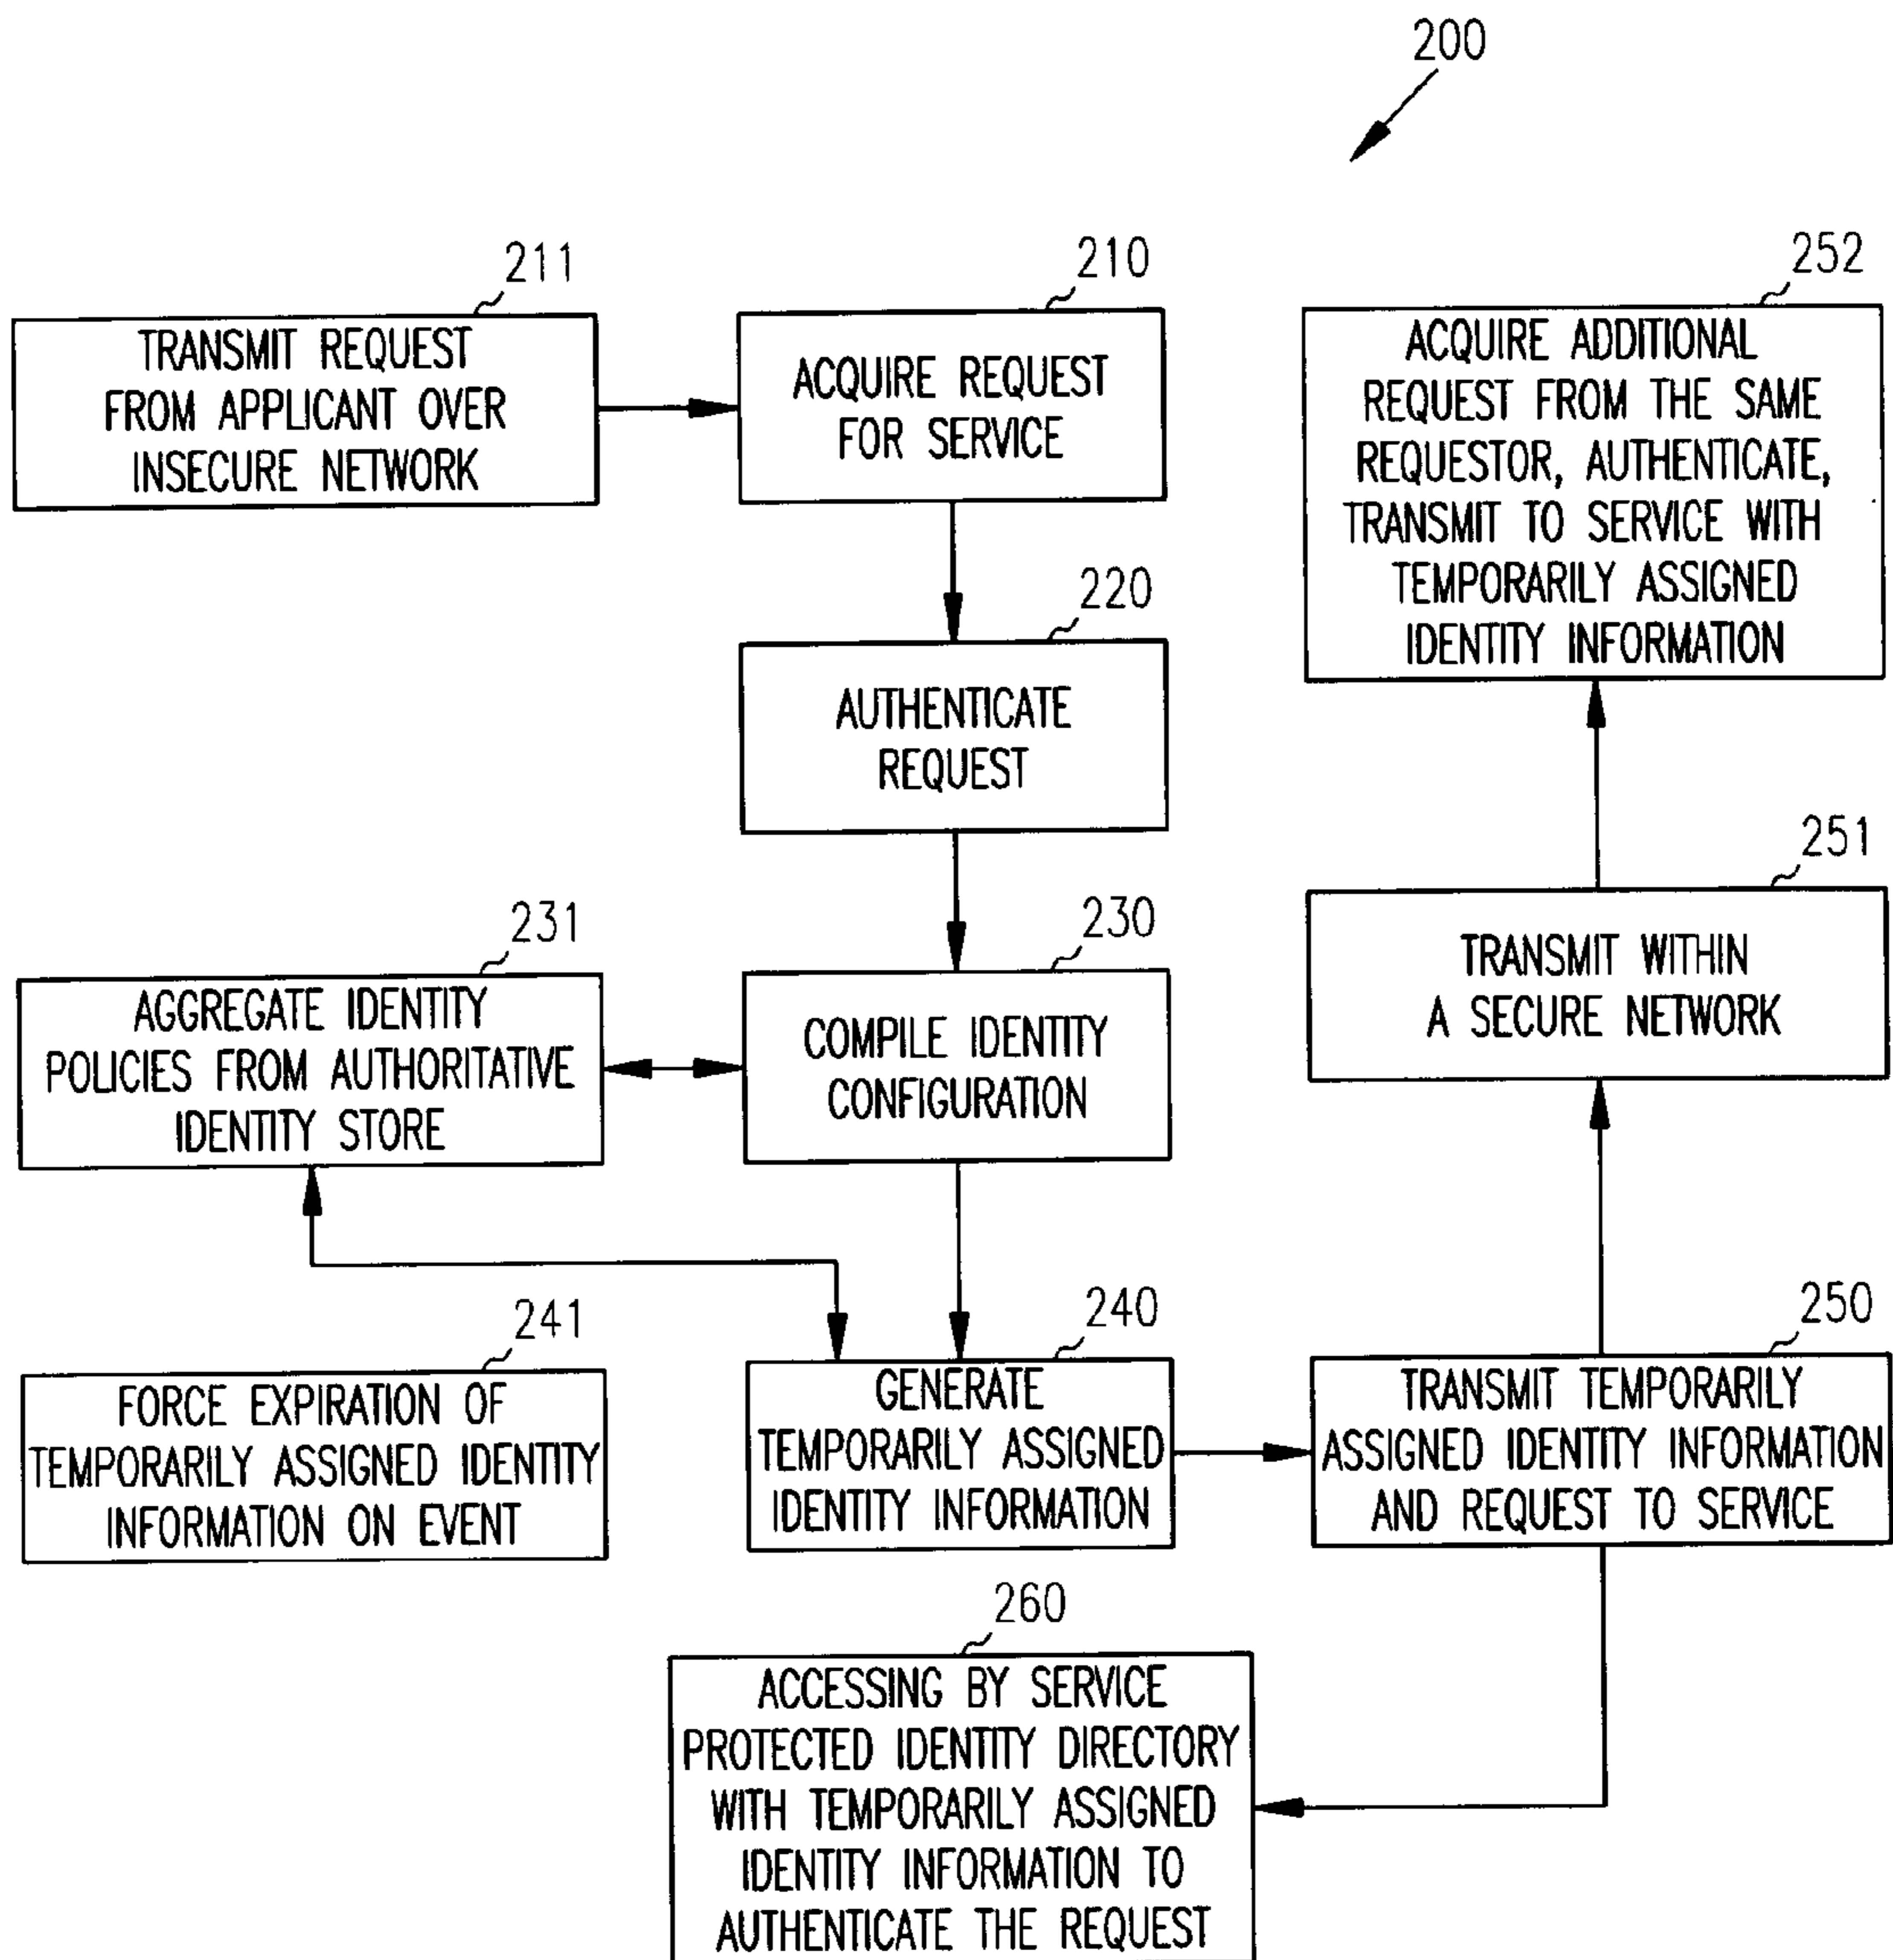 200
211
TRANSMIT REQUEST
FROM APPLICANT OVER
INSECURE NETWORK
210
ACQUIRE REQUEST
FOR SERVICE
252
ACQUIRE ADDITIONAL
REQUEST FROM THE SAME
REQUESTOR, AUTHENTICATE,
TRANSMIT TO SERVICE WITH
TEMPORARILY ASSIGNED
IDENTITY INFORMATION
220
AUTHENTICATE
REQUEST
251
TRANSMIT WITHIN
A SECURE NETWORK
231
AGGREGATE IDENTITY
POLICIES FROM AUTHORITATIVE
IDENTITY STORE
230
COMPILE IDENTITY
CONFIGURATION
241
FORCE EXPIRATION OF
TEMPORARILY ASSIGNED IDENTITY
INFORMATION ON EVENT
240
GENERATE
TEMPORARILY ASSIGNED
IDENTITY INFORMATION
250
TRANSMIT TEMPORARILY
ASSIGNED IDENTITY INFORMATION
AND REQUEST TO SERVICE
260
ACCESSING BY SERVICE
PROTECTED IDENTITY DIRECTORY
WITH TEMPORARILY ASSIGNED
IDENTITY INFORMATION TO
AUTHENTICATE THE REQUEST